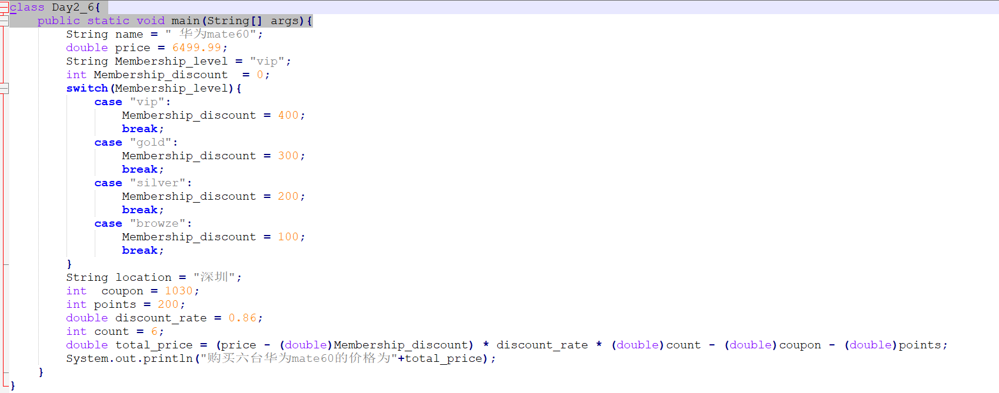 class Day2_6{
    public static void main(String[] args){
        String name = " 华为mate60";
        double price = 6499.99;
        String Membership_level = "vip";
        int Membership_discount  = 0;
        switch(Membership_level){
            case "vip":
                Membership_discount = 400;
                break;
            case "gold":
                Membership_discount = 300;
                break;
            case "silver":
                Membership_discount = 200;
                break;
            case "browze":
                Membership_discount = 100;
                break;
        }
        String location = "深圳";
        int  coupon = 1030;
        int points = 200;
        double discount_rate = 0.86;
        int count = 6;
        double total_price = (price - (double)Membership_discount) * discount_rate * (double)count - (double)coupon - (double)points;
        System.out.println("购买六台华为mate60的价格为"+total_price);
    }
}